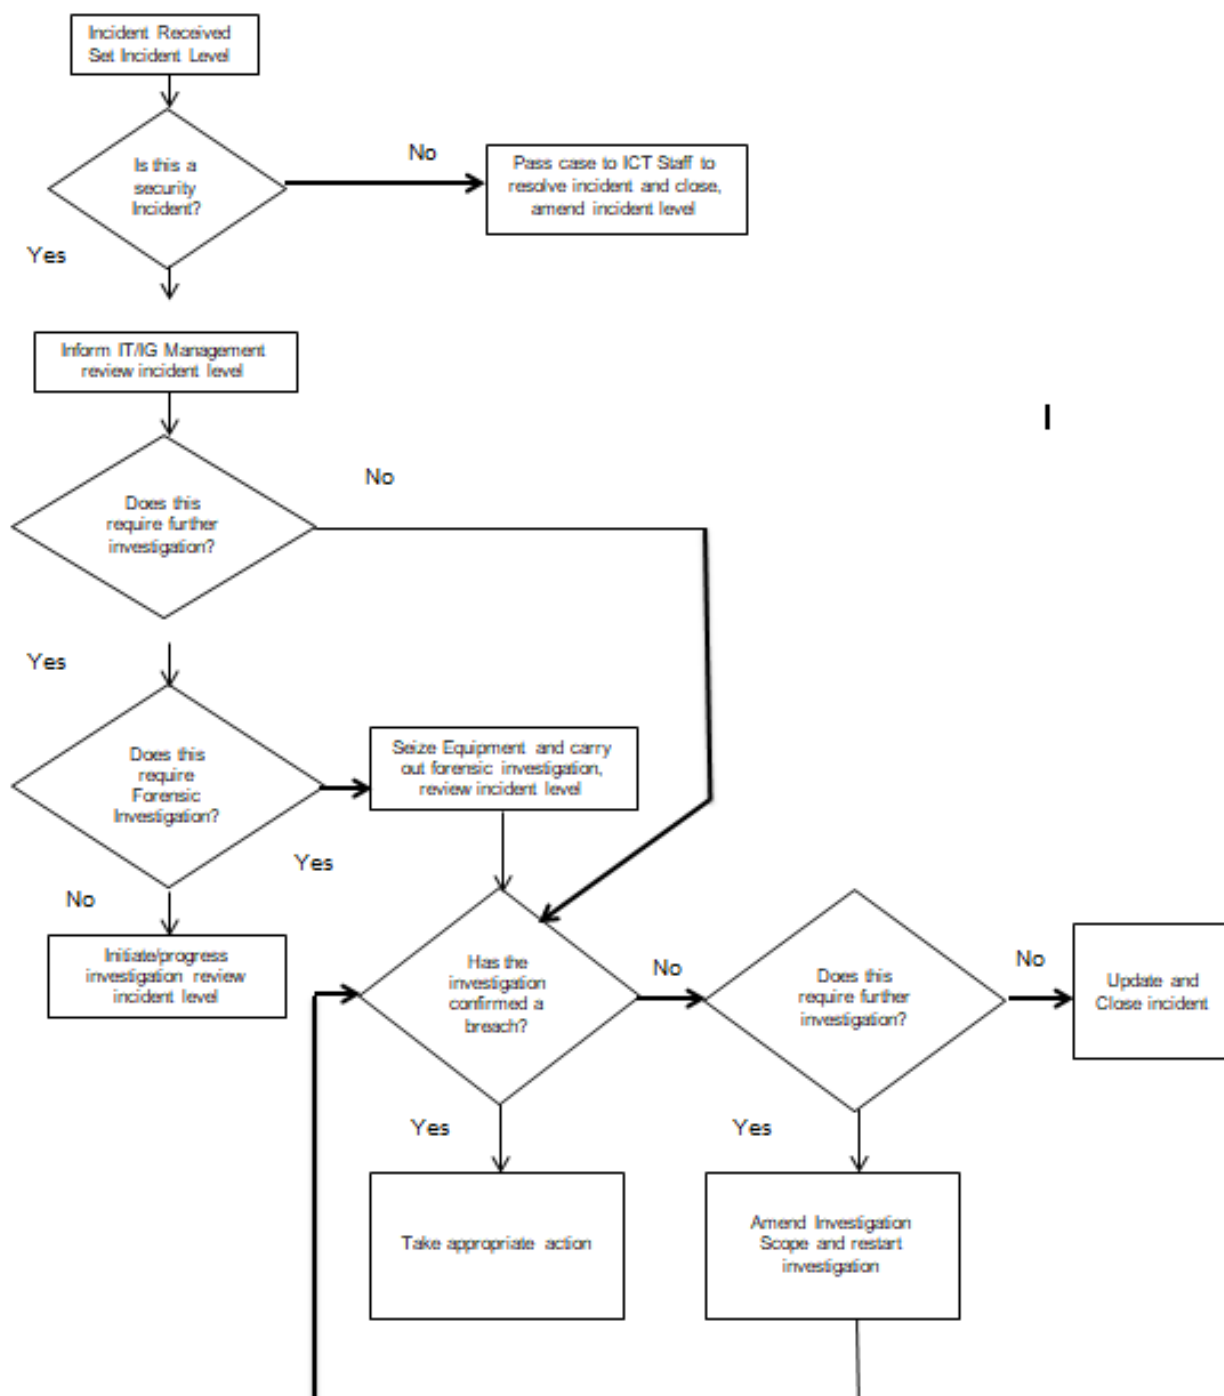 Incident Received
Set Incident Level
Is this a
security
Incident?
No
Pass case to ICT Staff to
resolve incident and close,
amend incident level
Yes
Inform IT/IG Management
review incident level
Does this
require further
investigation?
No
Yes
Does this
require
Forensic
Investigation?
Seize Equipment and carry
out forensic investigation,
review incident level
Yes
No
Initiate/progress
investigation review
incident level
Has the
investigation
confirmed a
breach?
No
Does this
require further
investigation?
No
Update and
Close incident
Yes
Take appropriate action
Yes
Amend Investigation
Scope and restart
investigation